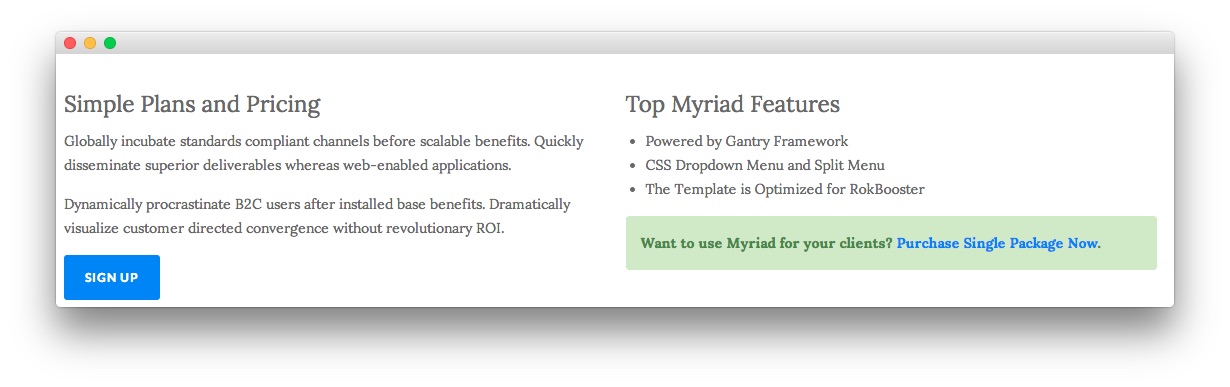 Simple Plans and Pricing
Globally incubate standards compliant channels before scalable benefits. Quickly
disseminate superior deliverables whereas web-enabled applications.
Dynamically procrastinate B2C users after installed base benefits. Dramatically
visualize customer directed convergence without revolutionary ROI.
SIGN UP
Top Myriad Features
• Powered by Gantry Framework
• CSS Dropdown Menu and Split Menu
• The Template is Optimized for RokBooster
Want to use Myriad for your clients? Purchase Single Package Now.